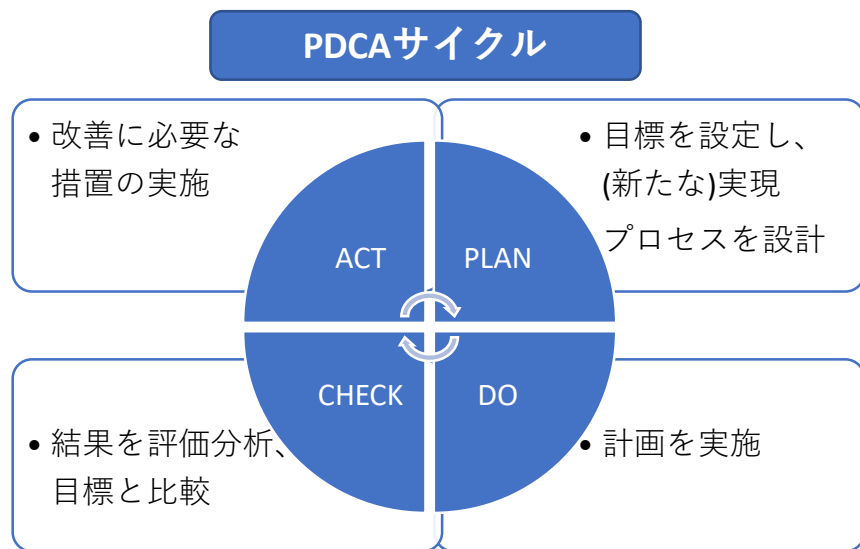 PDCAサイクル
• 改善に必要な
措置の実施
• 目標を設定し、
(新たな)実現
プロセスを設計
ACT
PLAN
CHECK
DO
• 結果を評価分析、
目標と比較
• 計画を実施